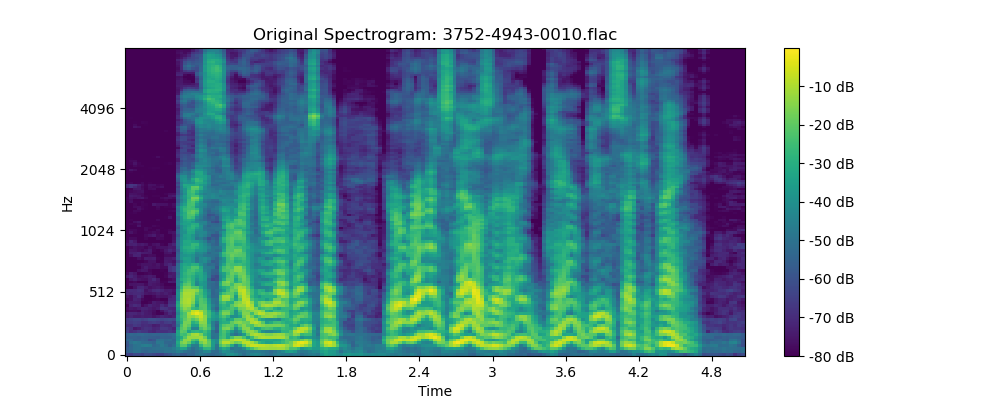 Original Spectrogram: 3752-4943-0010.flac
Hz
4096
2048
1024
512
0
0 0.6 1.2 1.8 2.4 3 3.6 4.2 4.8
Time
-10 dB
-20 dB
-30 dB
-40 dB
-50 dB
-60 dB
-70 dB
-80 dB